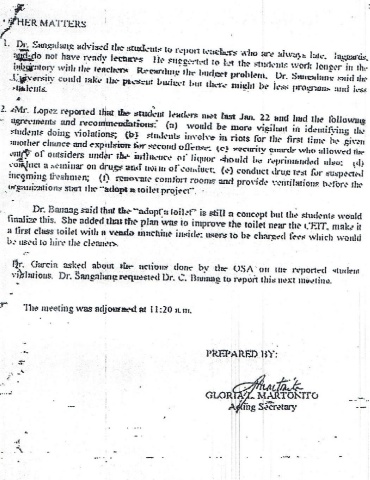 HER MATTERS
1. Dr. Sangalang advised the students to report teachers who are always late, laggards,
and do not have ready lectures. He suggested to let the students work longer in the
laboratory with the teachers. Regarding the budget problem, Dr. Sangalang said the
University could take the present budget but there might be less programs and less
students.
2. Mr. Lopez reported that the student leaders met last Jan. 22 and had the following
agreements and recommendations: (a) would be more vigilant in identifying the
students doing violations; (b) students involve in riots for the first time be given
another chance and expulsion for second offense; (c) security guards who allowed the
entry of outsiders under the influence of liquor should be reprimanded also; (d)
conduct a seminar on drugs and norm of conduct; (e) conduct drug test for suspected
incoming freshmen; (f) renovate comfort rooms and provide ventilations before the
organizations start the "adopt a toilet project".
Dr. Banaag said that the "adopt a toilet" is still a concept but the students would
finalize this. She added that the plan was to improve the toilet near the CEIT, make it
a first class toilet with a vendo machine inside; users to be charged fees which would
be used to hire the cleaners.
Dr. Garcia asked about the actions done by the OSA on the reported student
violations. Dr. Sangalang requested Dr. C. Banaag to report this next meeting.
The meeting was adjourned at 11:20 a.m.
PREPARED BY:
GLORIA L. MARTONITO
Acting Secretary